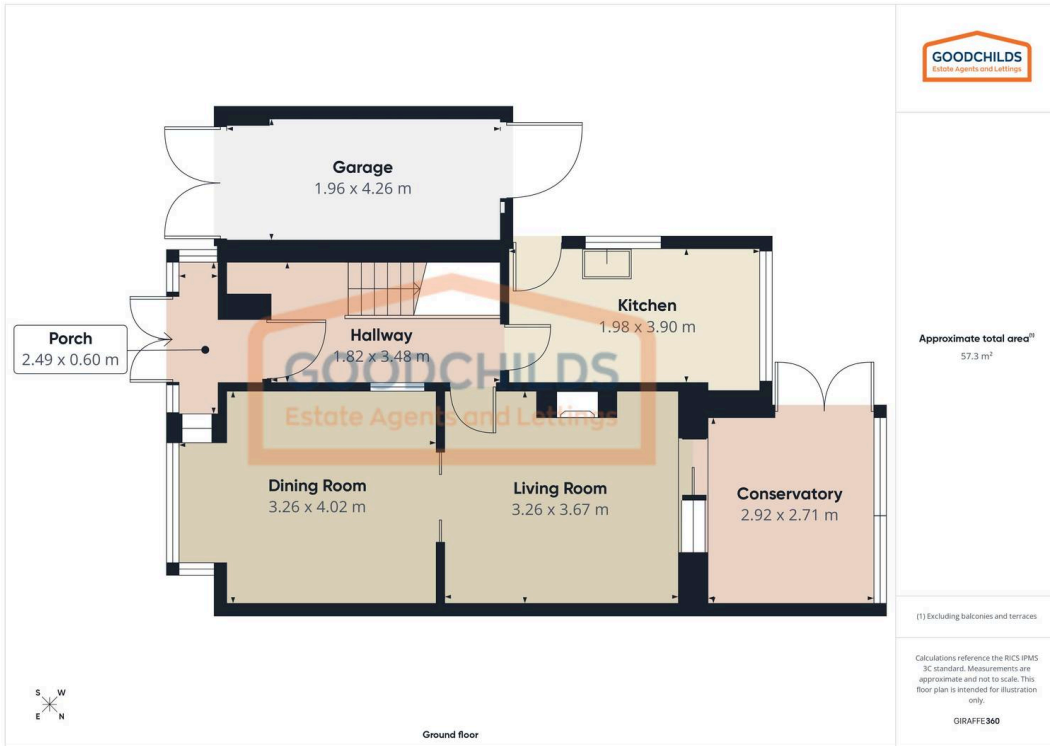 GOODCHILDS
Estate Agents and Lettings
Garage
1.96 x 4.26 m
Kitchen
1.98 x 3.90 m
Porch
2.49 x 0.60 m
Hallway
1.82 x 3.48 m
GOODCHILDS
Estate Agents and Lettings
Dining Room
3.26 x 4.02 m
Living Room
3.26 x 3.67 m
Conservatory
2.92 x 2.71 m
Approximate total area⁽¹⁾
57.3 m²
(1) Excluding balconies and terraces
Calculations reference the RICS IPMS
3C standard. Measurements are
approximate and not to scale. This
floor plan is intended for illustration
only.
GIRAFFE360
S W
E N
Ground floor